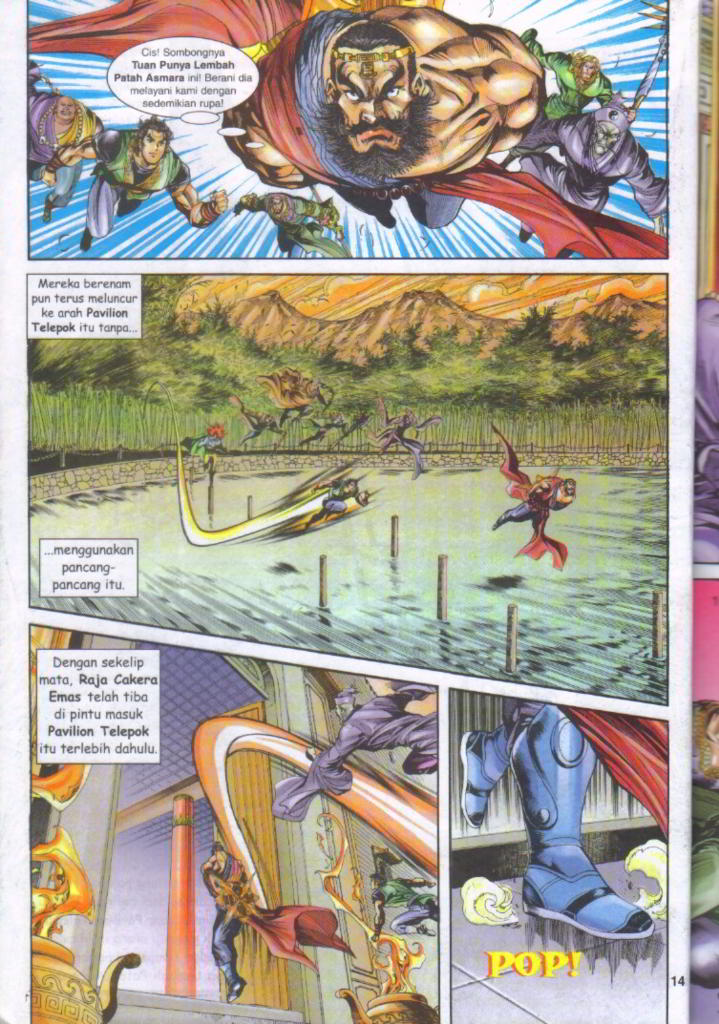 Cis! Sombongnya
Tuan Punya Lembah
Patah Asmara ini! Berani dia
melayani kami dengan
sedemikian rupa!
Mereka berenam
pun terus meluncur
ke arah Pavilion
Telepok itu tanpa...
...menggunakan
pancang-
pancang itu.
Dengan sekelip
mata, Raja Cakera
Emas telah tiba
di pintu masuk
Pavilion Telepok
itu terlebih dahulu.
POP!
14